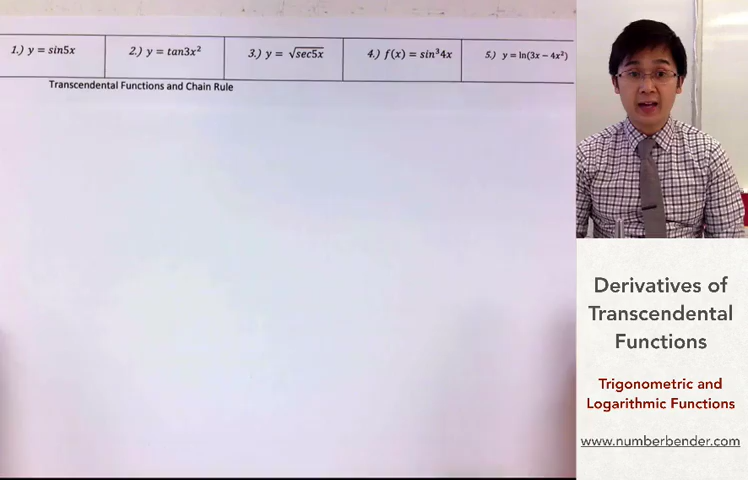 1.) y = sin5x
2.) y = tan3x²
3.) y = √sec5x
4.) f(x) = sin³4x
5.) y = ln(3x − 4x²)
Transcendental Functions and Chain Rule
Derivatives of
Transcendental
Functions
Trigonometric and
Logarithmic Functions
www.numberbender.com